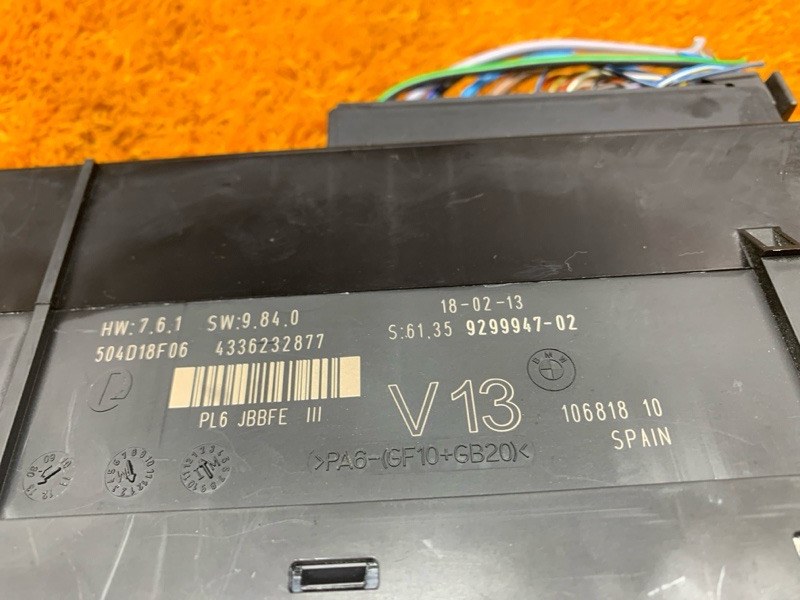 HW:7.6.1 SW:9.84.0
504D18F06 4336232877
PL6 JBBFE III
18-02-13
S:61.35 9299947-02
BMW
V13
106818 10
SPAIN
>PA6-(GF10+GB20)<